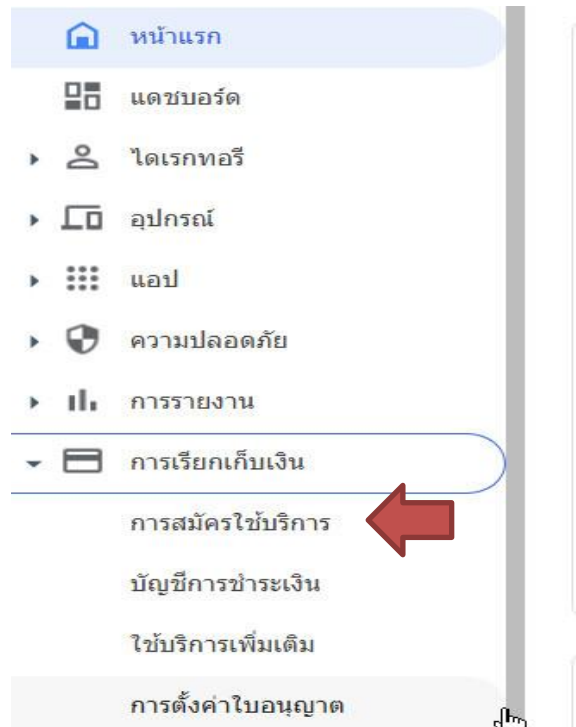 หน้าแรก
แดชบอร์ด
ไดเรกทอรี
อุปกรณ์
แอป
ความปลอดภัย
การรายงาน
การเรียกเก็บเงิน
การสมัครใช้บริการ
บัญชีการชำระเงิน
ใช้บริการเพิ่มเติม
การตั้งค่าใบอนุญาต